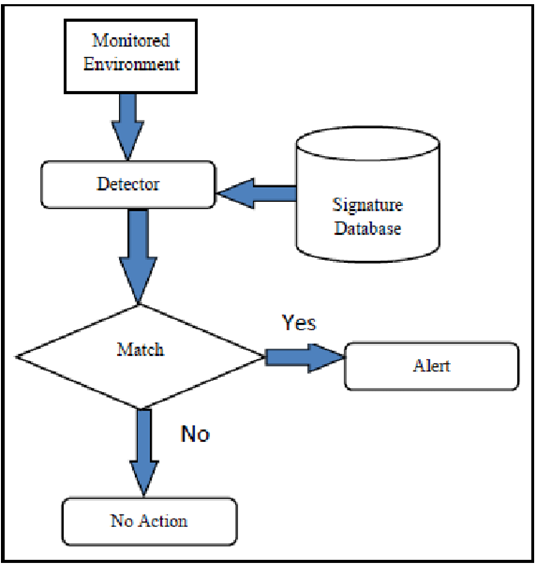 Monitored
Environment
Detector
Signature
Database
Match
Yes
Alert
No
No Action